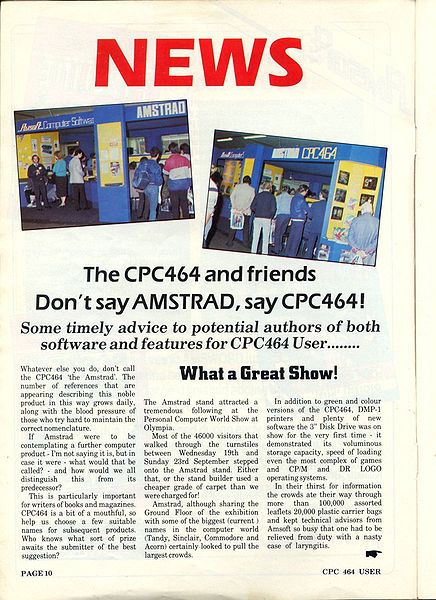 NEWS
Amsoft Computer Software
AMSTRAD
AMSTRAD CPC464
The CPC464 and friends
Don't say AMSTRAD, say CPC464!
Some timely advice to potential authors of both
software and features for CPC464 User........
Whatever else you do, don't call
the CPC464 'the Amstrad'. The
number of references that are
appearing describing this noble
product in this way grows daily,
along with the blood pressure of
those who try hard to maintain the
correct nomenclature.
If Amstrad were to be
contemplating a further computer
product - I'm not saying it is, but in
case it were - what would that be
called? - and how would we all
distinguish this from its
predecessor?
This is particularly important
for writers of books and magazines.
CPC464 is a bit of a mouthful, so
help us choose a few suitable
names for subsequent products.
Who knows what sort of prize
awaits the submitter of the best
suggestion?
What a Great Show!
The Amstrad stand attracted a
tremendous following at the
Personal Computer World Show at
Olympia.
Most of the 46000 visitors that
walked through the turnstiles
between Wednesday 19th and
Sunday 23rd September stepped
onto the Amstrad stand. Either
that, or the stand builder used a
cheaper grade of carpet than we
were charged for!
Amstrad, although sharing the
Ground Floor of the exhibition
with some of the biggest (current )
names in the computer world
(Tandy, Sinclair, Commodore and
Acorn) certainly looked to pull the
largest crowds.
In addition to green and colour
versions of the CPC464, DMP-1
printers and plenty of new
software the 3" Disk Drive was on
show for the very first time - it
demonstrated its voluminous
storage capacity, speed of loading
even the most complex of games
and CP/M and DR LOGO
operating systems.
In their thirst for information
the crowds ate their way through
more than 100,000 assorted
leaflets 20,000 plastic carrier bags
and kept technical advisors from
Amsoft so busy that one had to be
relieved from duty with a nasty
case of laryngitis.
PAGE 10
CPC 464 USER